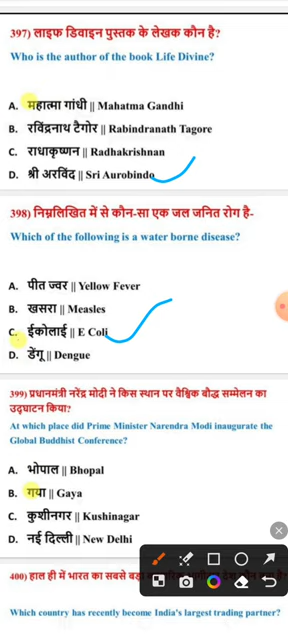 397) लाइफ डिवाइन पुस्तक के लेखक कौन है?
Who is the author of the book Life Divine?
A. महात्मा गांधी || Mahatma Gandhi
B. रविंद्रनाथ टैगोर || Rabindranath Tagore
C. राधाकृष्णन || Radhakrishnan
D. श्री अरविंद || Sri Aurobindo
398) निम्नलिखित में से कौन-सा एक जल जनित रोग है-
Which of the following is a water borne disease?
A. पीत ज्वर || Yellow Fever
B. खसरा || Measles
C. ईकोलाई || E Coli
D. डेंगू || Dengue
399) प्रधानमंत्री नरेंद्र मोदी ने किस स्थान पर वैश्विक बौद्ध सम्मेलन का
उद्घाटन किया?
At which place did Prime Minister Narendra Modi inaugurate the
Global Buddhist Conference?
A. भोपाल || Bhopal
B. गया || Gaya
C. कुशीनगर || Kushinagar
D. नई दिल्ली || New Delhi
400) हाल ही में भारत का सबसे बड़ा
Which country has recently become India's largest trading partner?